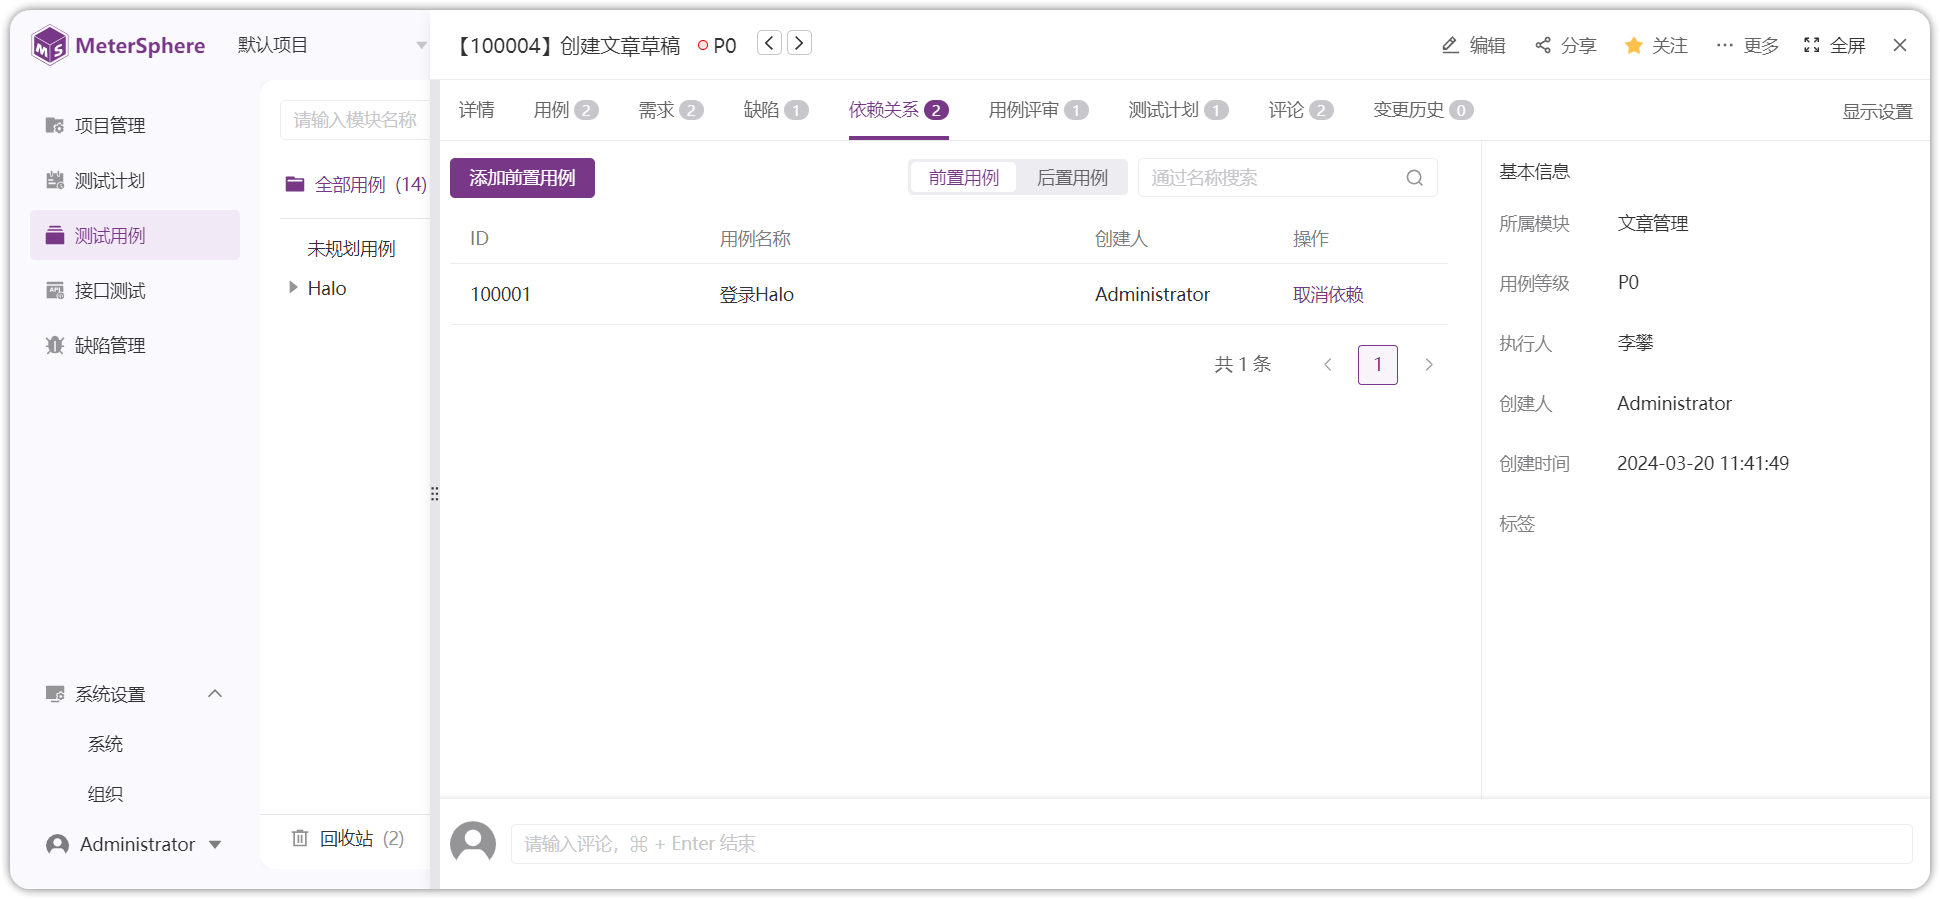 MeterSphere
默认项目
项目管理
测试计划
测试用例
接口测试
缺陷管理
系统设置
系统
组织
Administrator
请输入模块名称
全部用例 (14)
未规划用例
Halo
回收站 (2)
【100004】创建文章草稿 P0
编辑 分享 关注 更多 全屏
详情 用例 2 需求 2 缺陷 1 依赖关系 2 用例评审 1 测试计划 1 评论 2 变更历史 0 显示设置
添加前置用例 前置用例 后置用例 通过名称搜索
ID 用例名称 创建人 操作
100001 登录Halo Administrator 取消依赖
共 1 条 1
基本信息
所属模块 文章管理
用例等级 P0
执行人 李攀
创建人 Administrator
创建时间 2024-03-20 11:41:49
标签
请输入评论，⌘ + Enter 结束